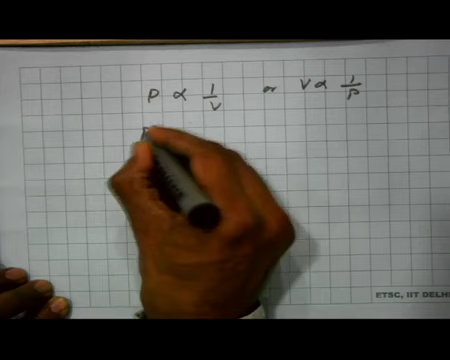 P ∝ 1/V or V ∝ 1/P
ETSC, IIT DELHI